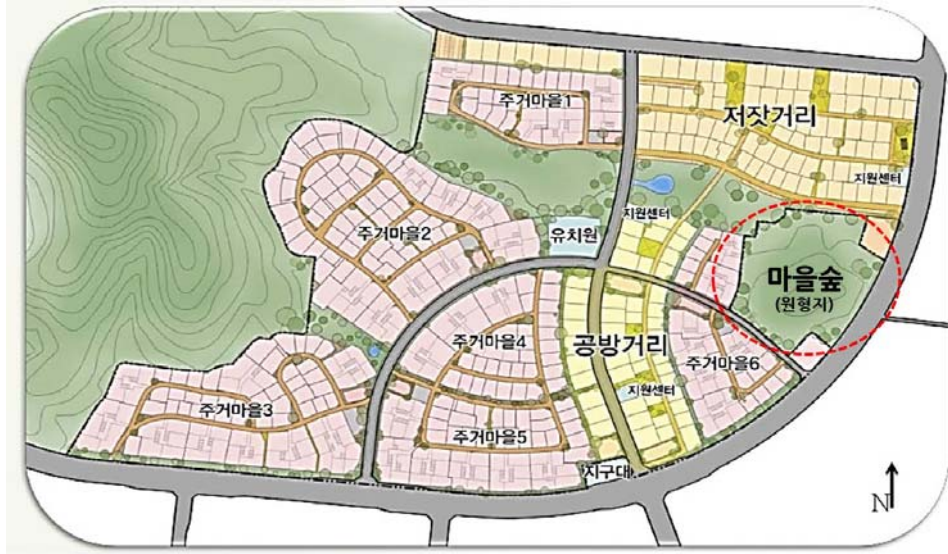 주거마을1
저잣거리
지원센터
지원센터
주거마을2
유치원
마을숲
(원형지)
주거마을4
공방거리
주거마을6
지원센터
주거마을3
주거마을5
지구대
N